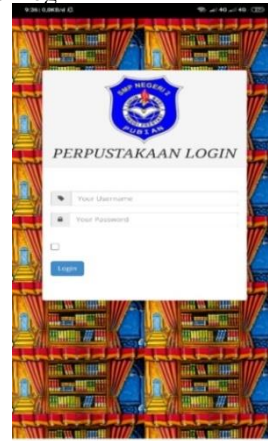 SMP NEGERI 2
PUBIAN
PERPUSTAKAAN LOGIN
Your Username
Your Password
Login